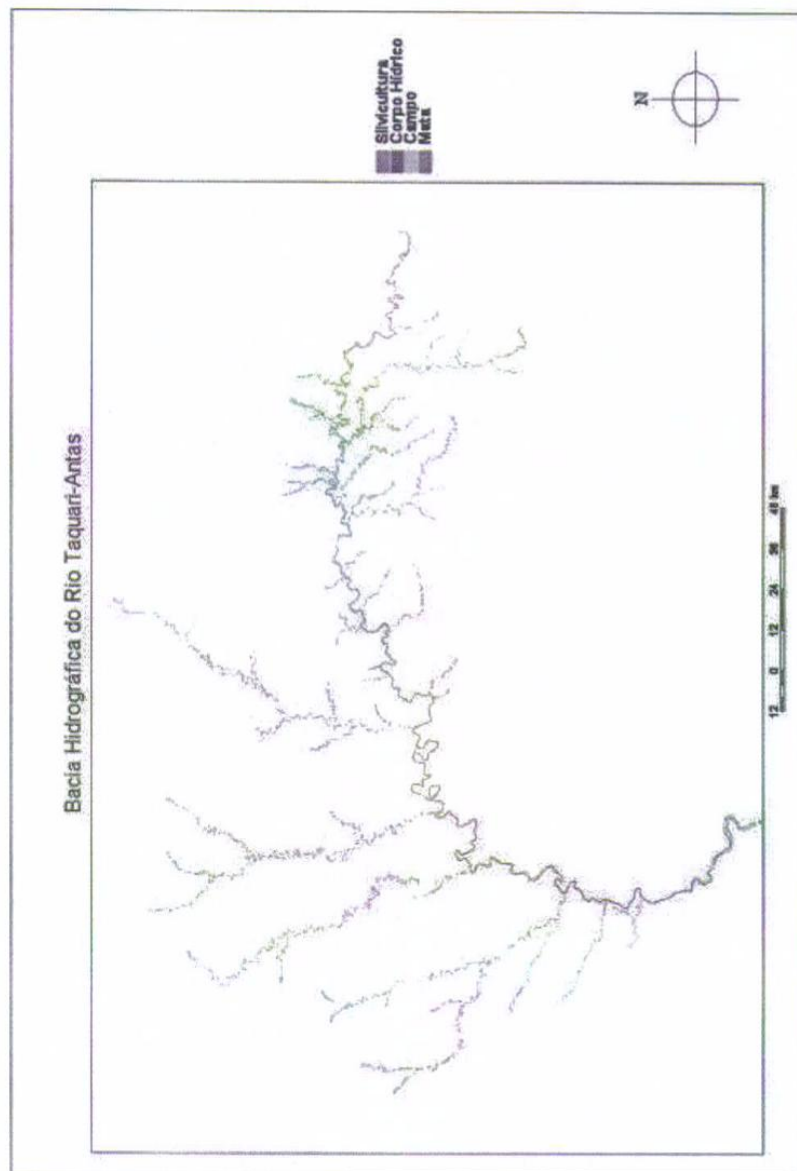 Bacia Hidrográfica do Rio Taquari-Antas
Silvicultura
Corpo Hídrico
Campo
Mata
N
12 0 12 24 36 48 km